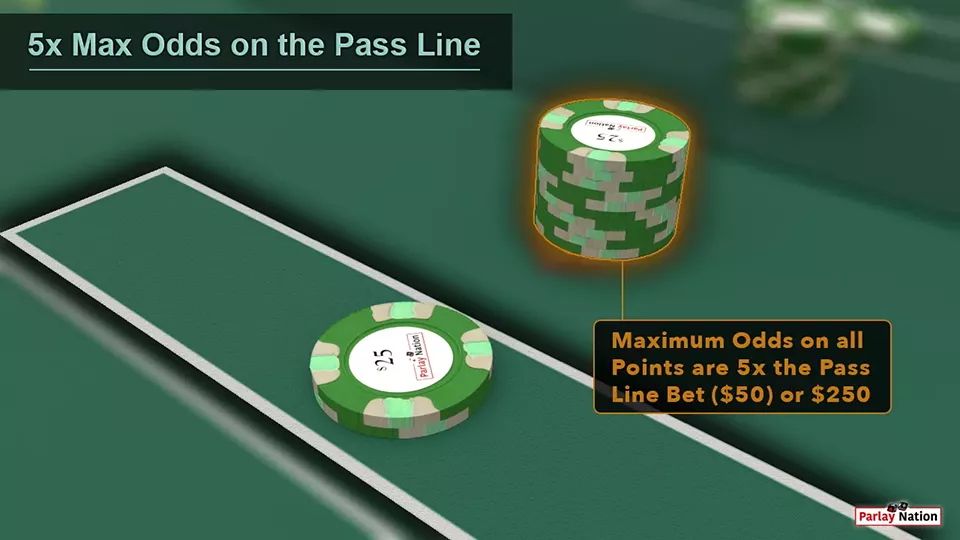 5x Max Odds on the Pass Line
$25
Parlay Nation
Maximum Odds on all
Points are 5x the Pass
Line Bet ($50) or $250
$25
Parlay Nation
Parlay Nation